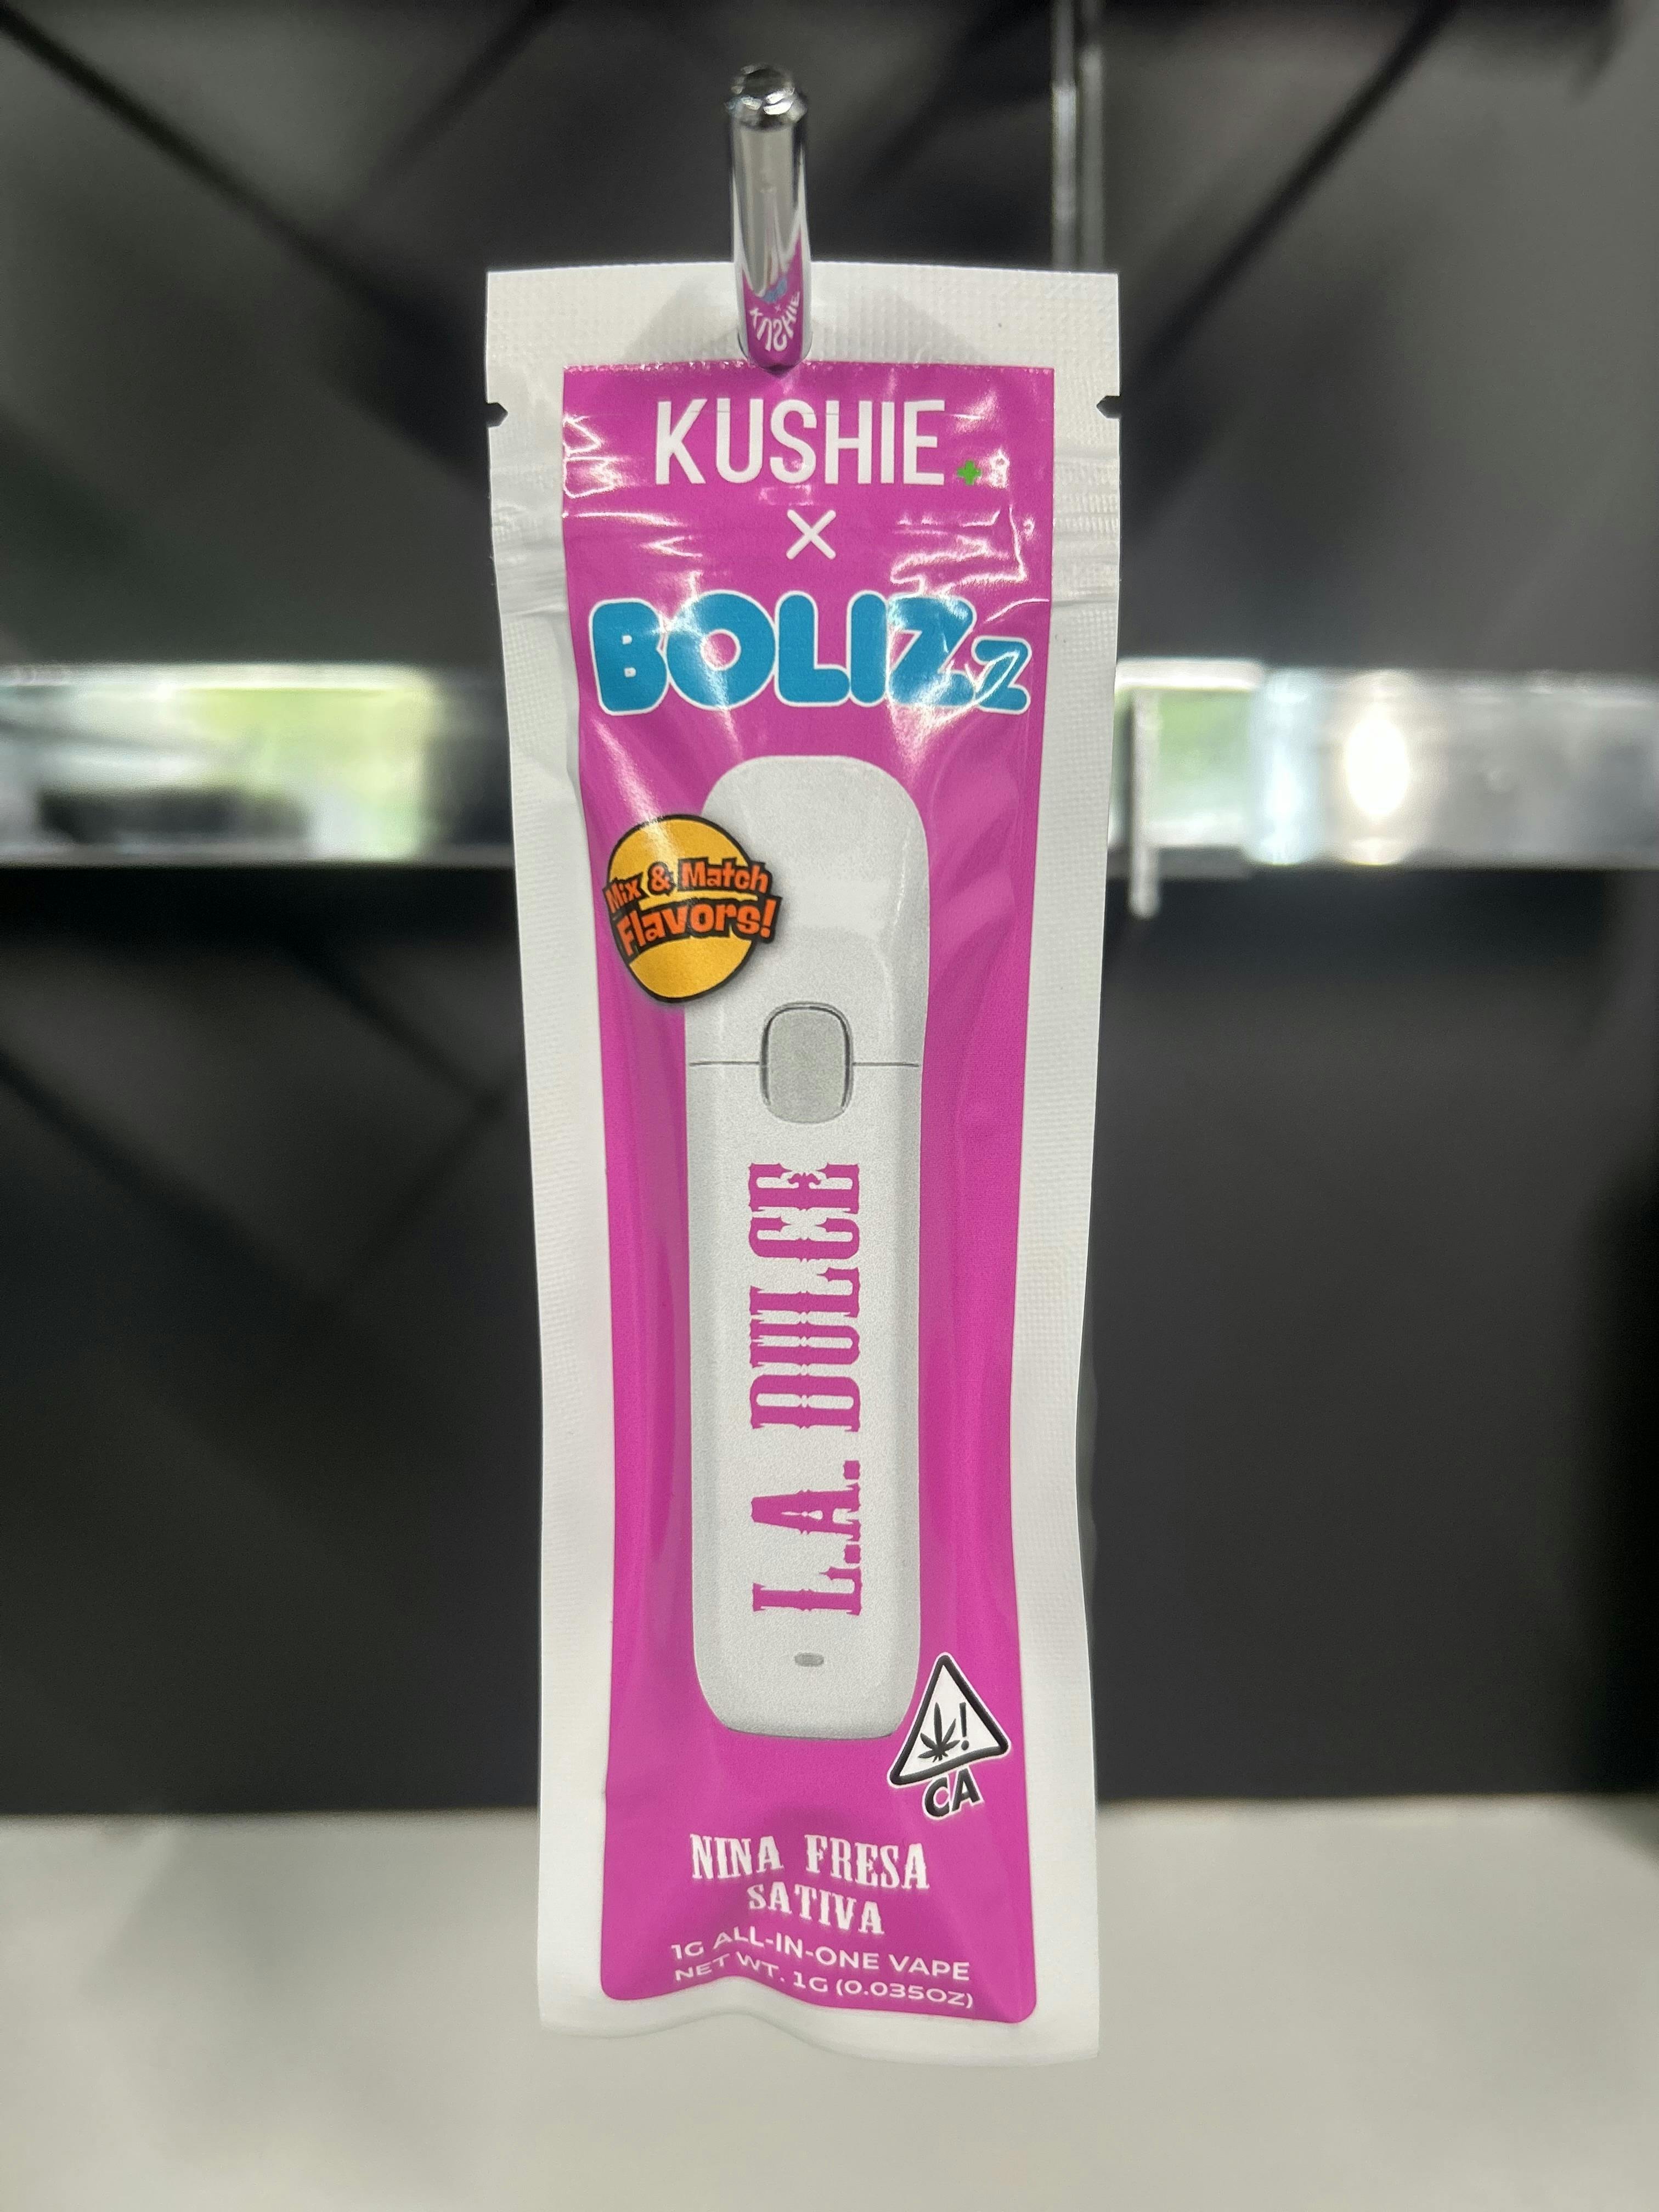 KUSHIE
KUSHIE
X
BOLIZz
Mix & Match
Flavors!
L.A. DULCE
!
CA
NINA FRESA
SATIVA
1G ALL-IN-ONE VAPE
NET WT. 1G (0.035OZ)